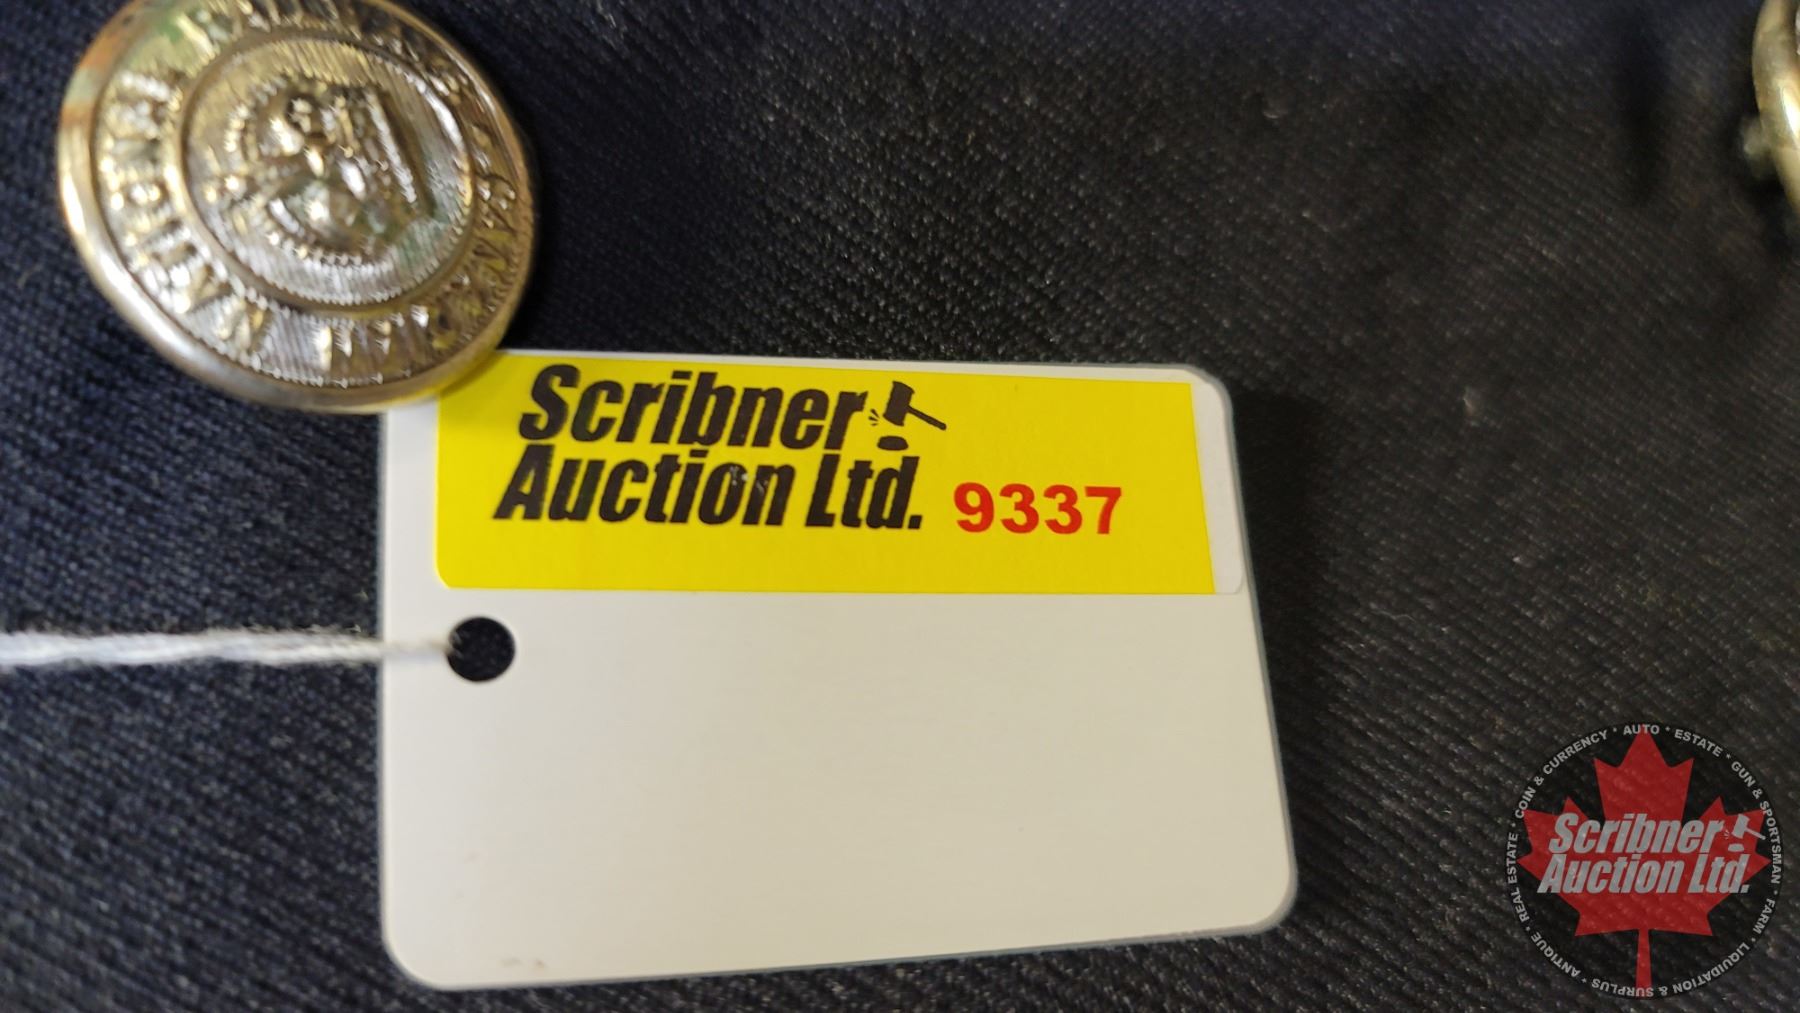 Scribner
Auction Ltd. 9337
REAL ESTATE * COIN & CURRENCY * AUTO * ESTATE * GUN & SPORTSMAN * FARM * LIQUIDATION & SURPLUS * ANTIQUE *
Scribner
Auction Ltd.